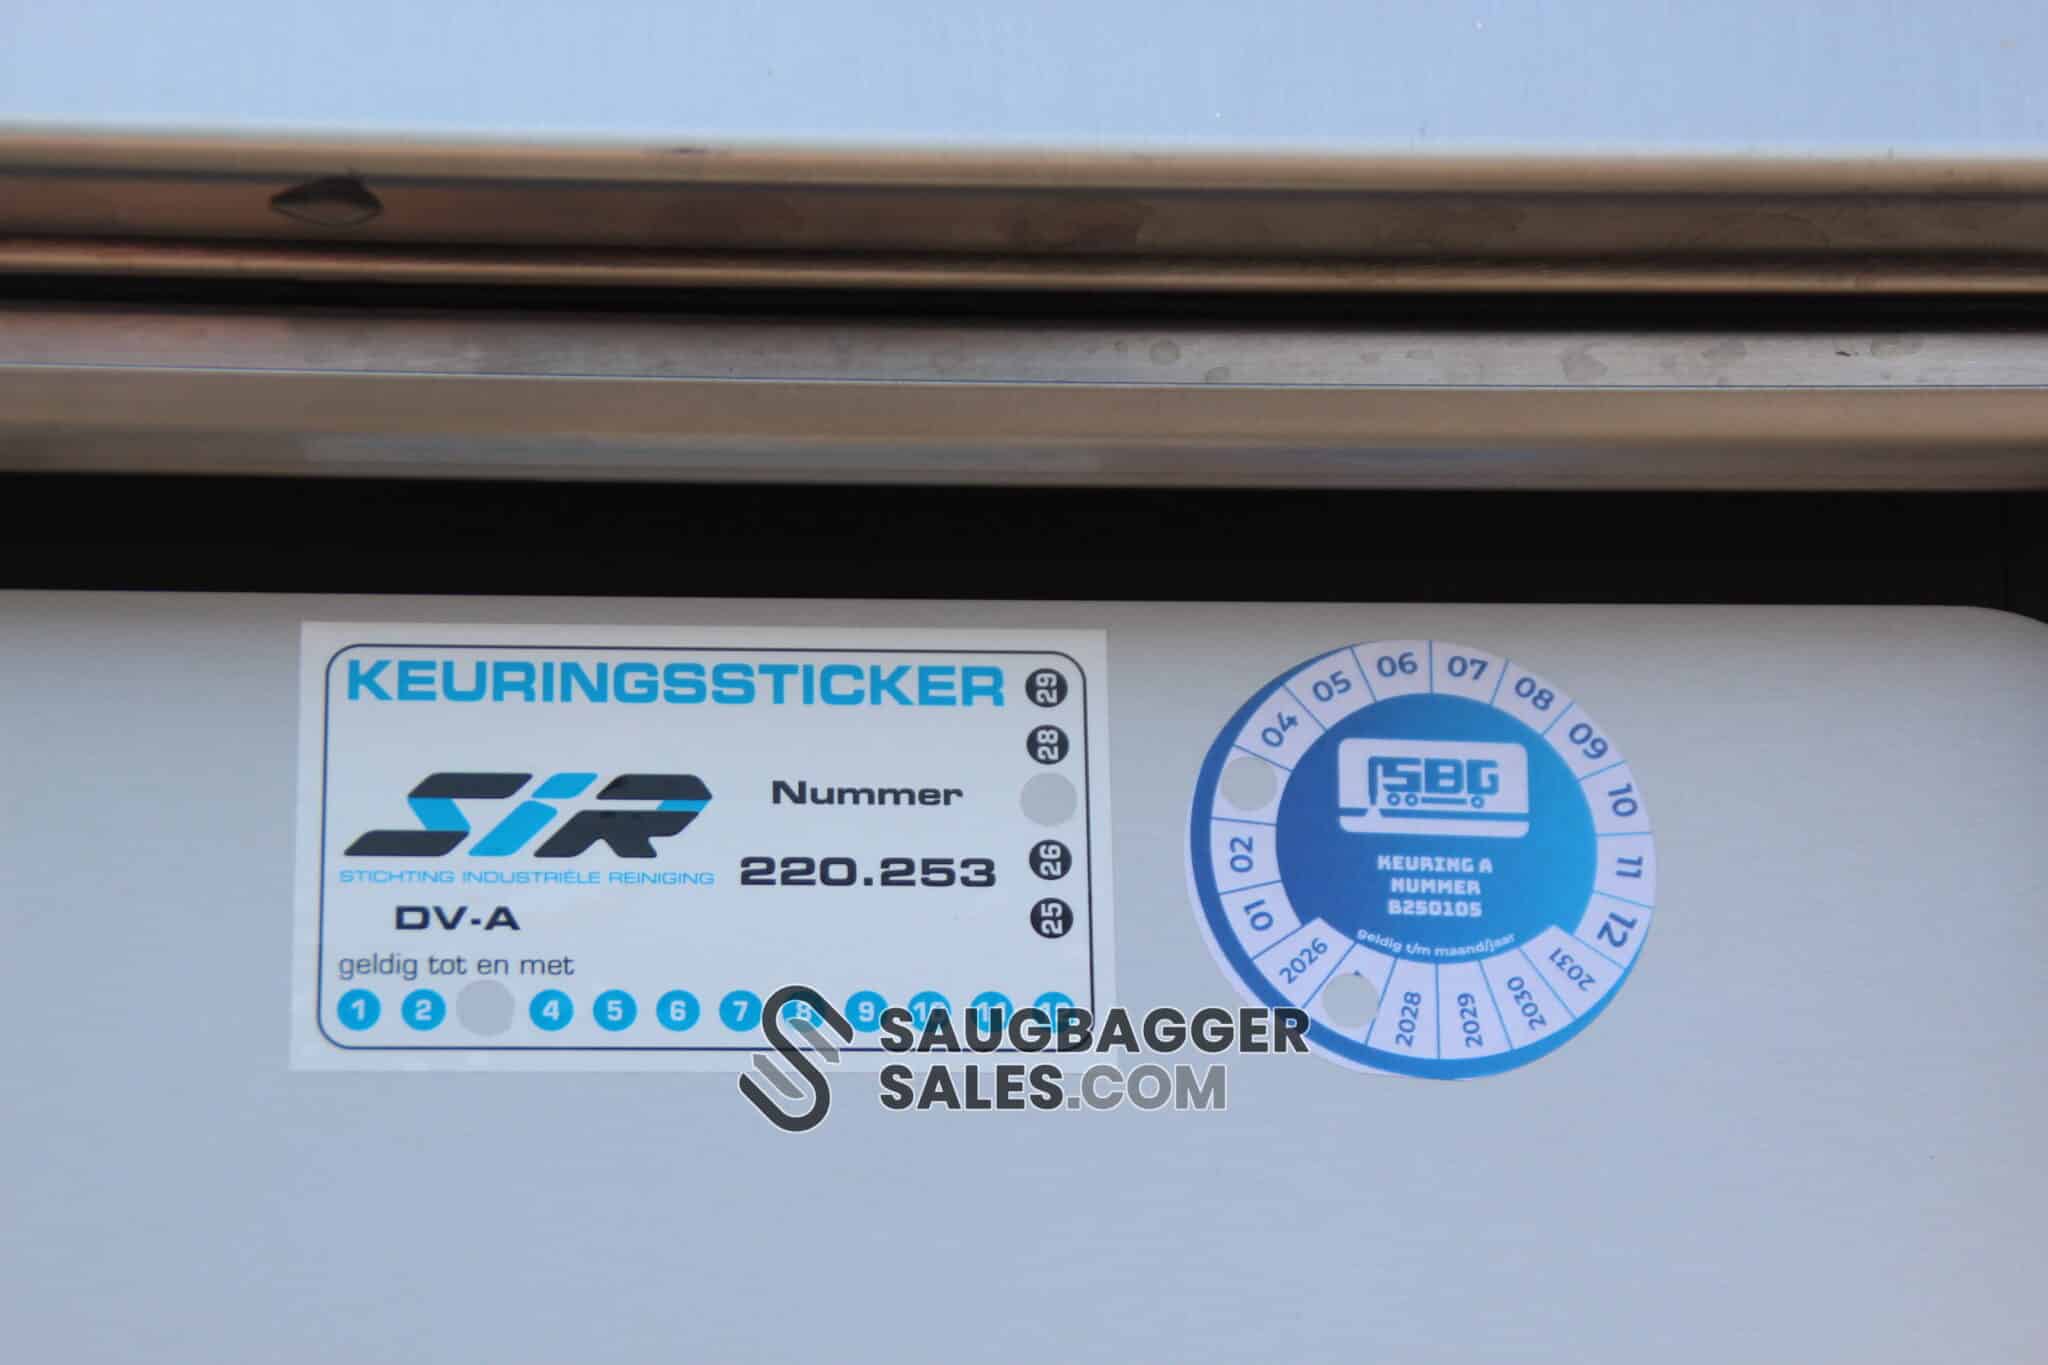 KEURINGSSTICKER
29
28
26
25
SiR
STICHTING INDUSTRIËLE REINIGING
Nummer
220.253
DV-A
geldig tot en met
1 2 4 5 6 7 8 9 10 11 12
01 02 04 05 06 07 08 09 10 11 12
SBG
KEURING A
NUMMER
B250105
geldig t/m maand/jaar
2026 2028 2029 2030 2031
SAUGBAGGER
SALES.COM